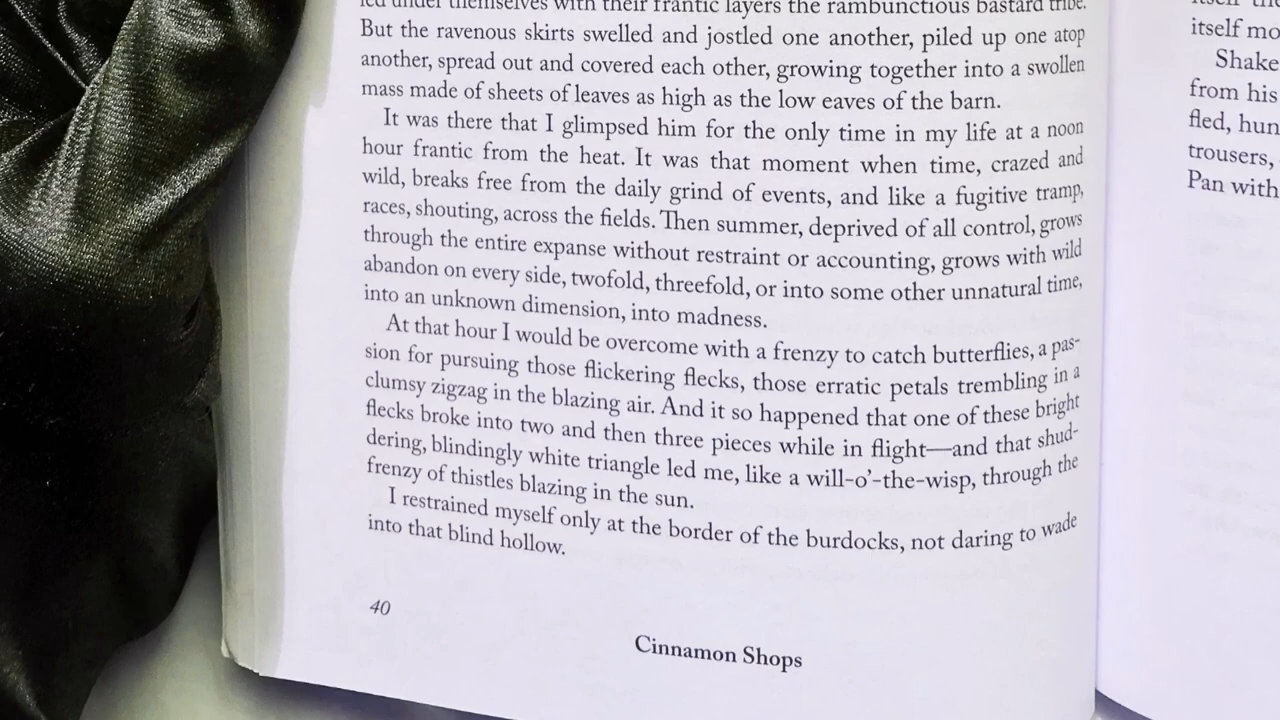 led under themselves with their frantic layers the rambunctious bastard tribe.
But the ravenous skirts swelled and jostled one another, piled up one atop
another, spread out and covered each other, growing together into a swollen
mass made of sheets of leaves as high as the low eaves of the barn.
It was there that I glimpsed him for the only time in my life at a noon
hour frantic from the heat. It was that moment when time, crazed and
wild, breaks free from the daily grind of events, and like a fugitive tramp,
races, shouting, across the fields. Then summer, deprived of all control, grows
through the entire expanse without restraint or accounting, grows with wild
abandon on every side, twofold, threefold, or into some other unnatural time,
into an unknown dimension, into madness.
At that hour I would be overcome with a frenzy to catch butterflies, a pas-
sion for pursuing those flickering flecks, those erratic petals trembling in a
clumsy zigzag in the blazing air. And it so happened that one of these bright
flecks broke into two and then three pieces while in flight—and that shud-
dering, blindingly white triangle led me, like a will-o’-the-wisp, through the
frenzy of thistles blazing in the sun.
I restrained myself only at the border of the burdocks, not daring to wade
into that blind hollow.
40
Cinnamon Shops
itself mo
Shake
from his
fled, hun
trousers,
Pan with